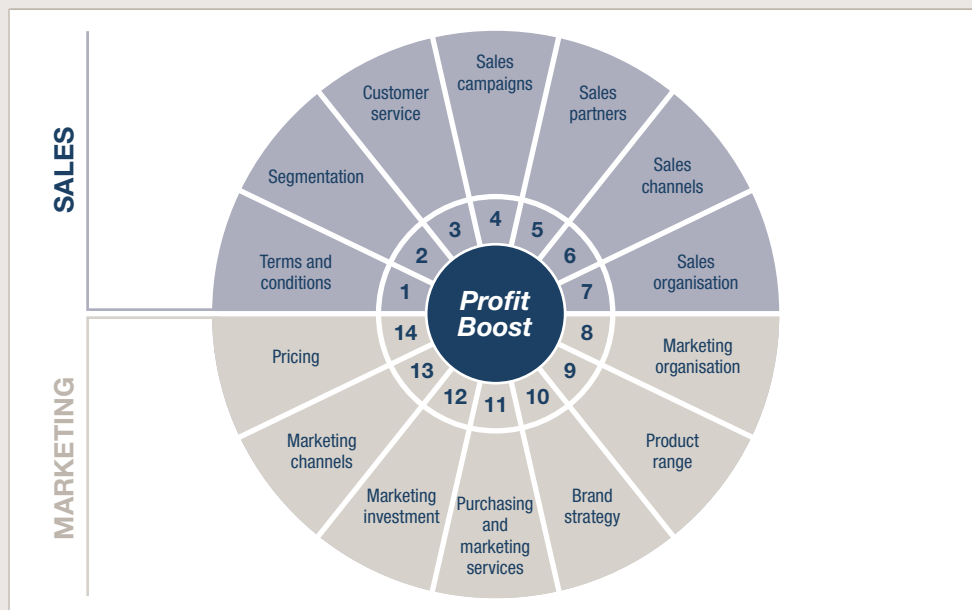 SALES
Terms and
conditions
1
Segmentation
2
Customer
service
3
Sales
campaigns
4
Sales
partners
5
Sales
channels
6
Sales
organisation
7
Profit
Boost
MARKETING
Marketing
organisation
8
Product
range
9
Brand
strategy
10
Purchasing
and
marketing
services
11
Marketing
investment
12
Marketing
channels
13
Pricing
14